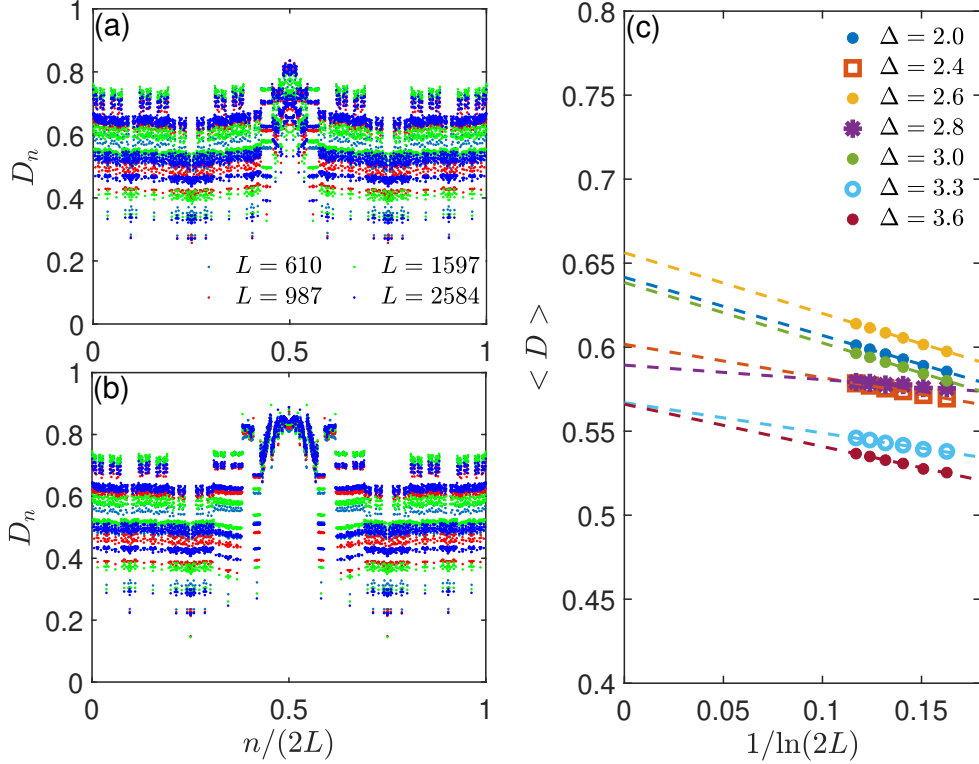 (a)
1
0.8
0.6
0.4
0.2
0
D_n
L = 610
L = 987
L = 1597
L = 2584
0
0.5
1
(b)
1
0.8
0.6
0.4
0.2
0
D_n
0
0.5
1
n/(2L)
(c)
0.8
0.75
0.7
0.65
0.6
0.55
0.5
0.45
0.4
< D >
Δ = 2.0
Δ = 2.4
Δ = 2.6
Δ = 2.8
Δ = 3.0
Δ = 3.3
Δ = 3.6
0
0.05
0.1
0.15
1/ln(2L)